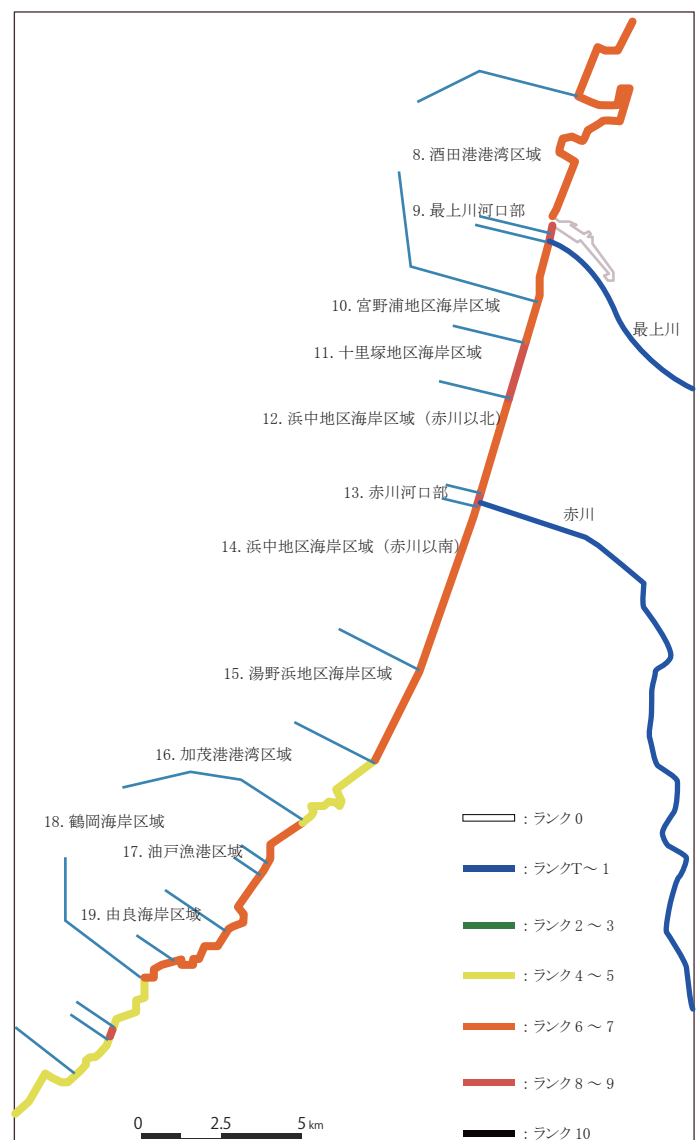 8. 酒田港港湾区域
9. 最上川河口部
10. 宮野浦地区海岸区域
最上川
11. 十里塚地区海岸区域
12. 浜中地区海岸区域（赤川以北）
13. 赤川河口部
赤川
14. 浜中地区海岸区域（赤川以南）
15. 湯野浜地区海岸区域
16. 加茂港港湾区域
18. 鶴岡海岸区域
17. 油戸漁港区域
19. 由良海岸区域
：ランク 0
：ランクT～ 1
：ランク 2 ～ 3
：ランク 4 ～ 5
：ランク 6 ～ 7
：ランク 8 ～ 9
：ランク 10
0 2.5 5 km